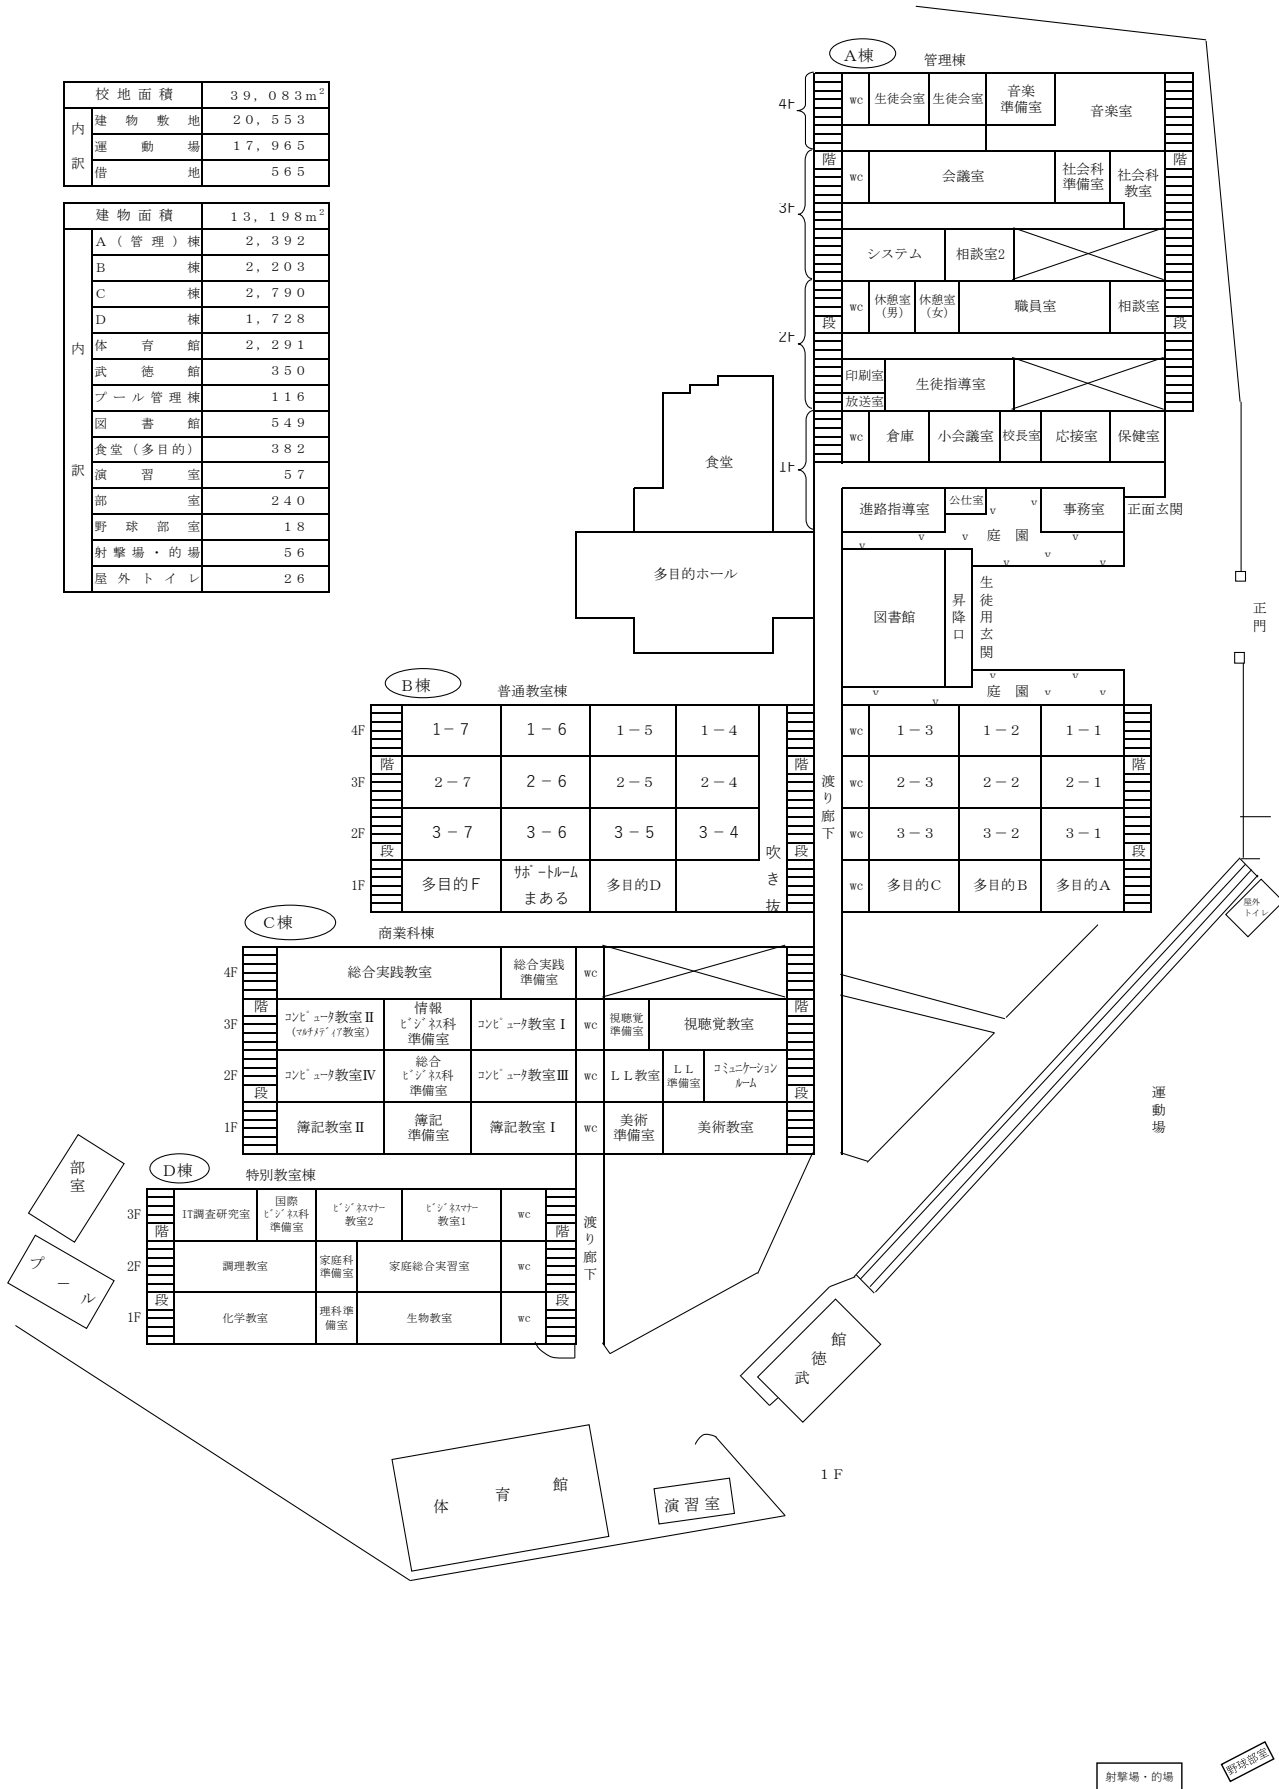 A棟
管理棟
校地面積 39,083m²
内訳
建物敷地 20,553
運動場 17,965
借地 565
建物面積 13,198m²
内訳
A(管理)棟 2,392
B棟 2,203
C棟 2,790
D棟 1,728
体育館 2,291
武徳館 350
プール管理棟 116
図書館 549
食堂(多目的) 382
演習室 57
部室 240
野球部室 18
射撃場・的場 56
屋外トイレ 26
4F
wc 生徒会室 生徒会室 音楽準備室 音楽室
階 階
3F
wc 会議室 社会科準備室 社会科教室
システム 相談室2
段 段
2F
wc 休憩室(男) 休憩室(女) 職員室 相談室
印刷室 放送室 生徒指導室
1F
wc 倉庫 小会議室 校長室 応接室 保健室
進路指導室 公仕室 事務室 正面玄関
v v v v v v v v v
庭園
食堂
多目的ホール
図書館 昇降口 生徒用玄関
正門
庭園
v v v v v
B棟
普通教室棟
4F 1-7 1-6 1-5 1-4 wc 1-3 1-2 1-1
階 階 階
3F 2-7 2-6 2-5 2-4 wc 2-3 2-2 2-1
渡り廊下
2F 3-7 3-6 3-5 3-4 wc 3-3 3-2 3-1
段 段 段
吹き抜
1F 多目的F サポートルームまある 多目的D wc 多目的C 多目的B 多目的A
屋外トイレ
C棟
商業科棟
4F 総合実践教室 総合実践準備室 wc
階 階
3F コンピュータ教室Ⅱ(マルチメディア教室) 情報ビジネス科準備室 コンピュータ教室Ⅰ wc 視聴覚準備室 視聴覚教室
2F コンピュータ教室Ⅳ 総合ビジネス科準備室 コンピュータ教室Ⅲ wc LL教室 LL準備室 コミュニケーションルーム
段 段
1F 簿記教室Ⅱ 簿記準備室 簿記教室Ⅰ wc 美術準備室 美術教室
運動場
部室
プール
D棟
特別教室棟
3F IT調査研究室 国際ビジネス科準備室 ビジネスマナー教室2 ビジネスマナー教室1 wc
階 階
渡り廊下
2F 調理教室 家庭科準備室 家庭総合実習室 wc
段 段
1F 化学教室 理科準備室 生物教室 wc
武徳館
1F
体育館
演習室
射撃場・的場
野球部室